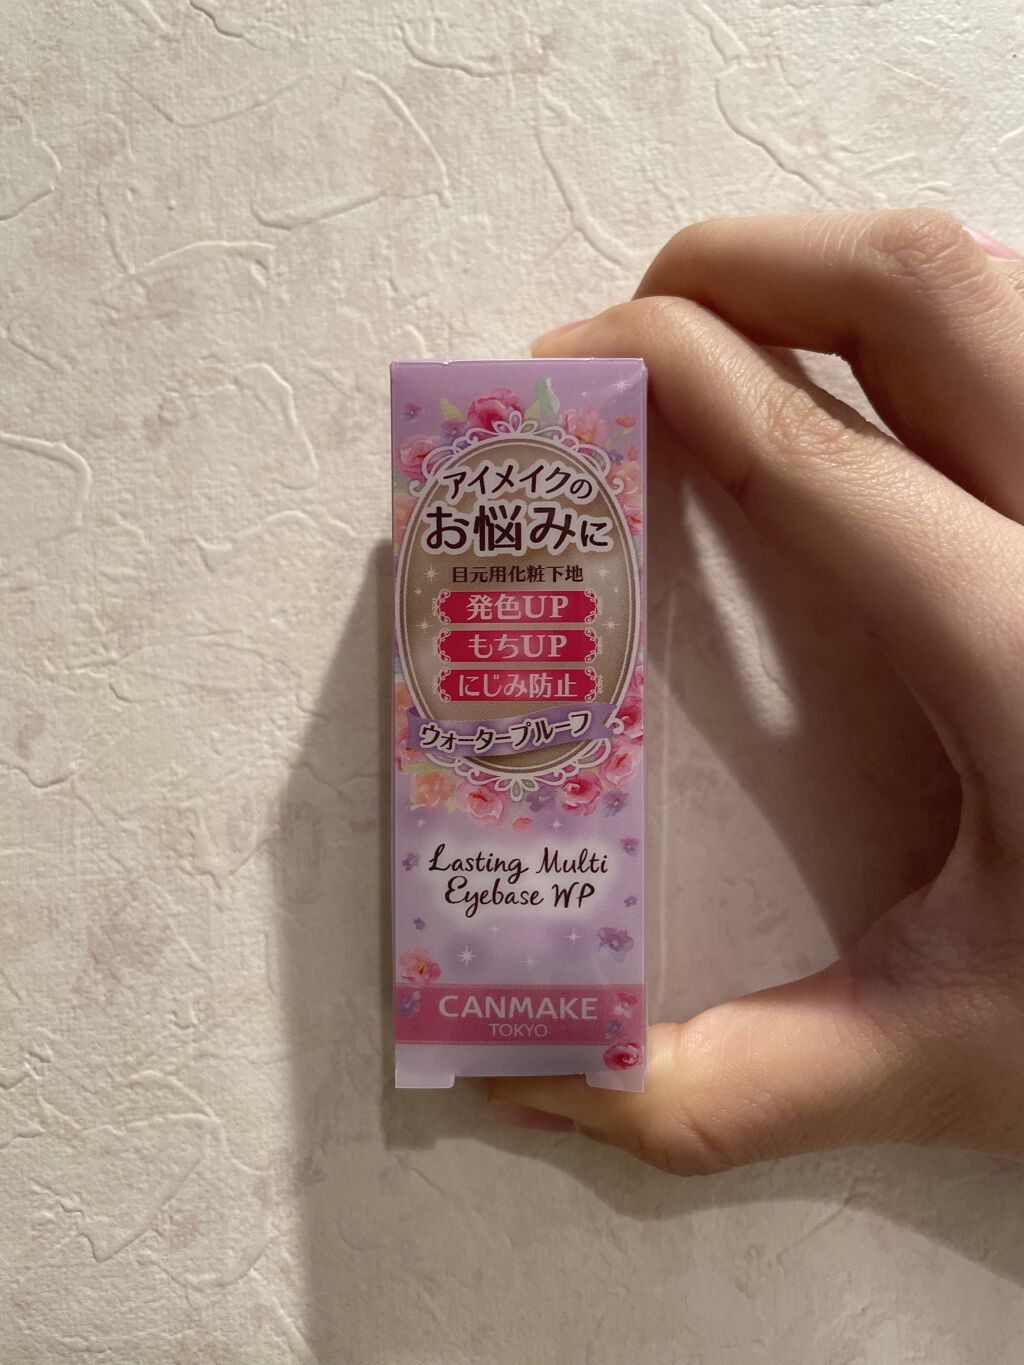 アイメイクの
お悩みに
目元用化粧下地
発色UP
もちUP
にじみ防止
ウォータープルーフ
Lasting Multi
Eyebase WP
CANMAKE
TOKYO